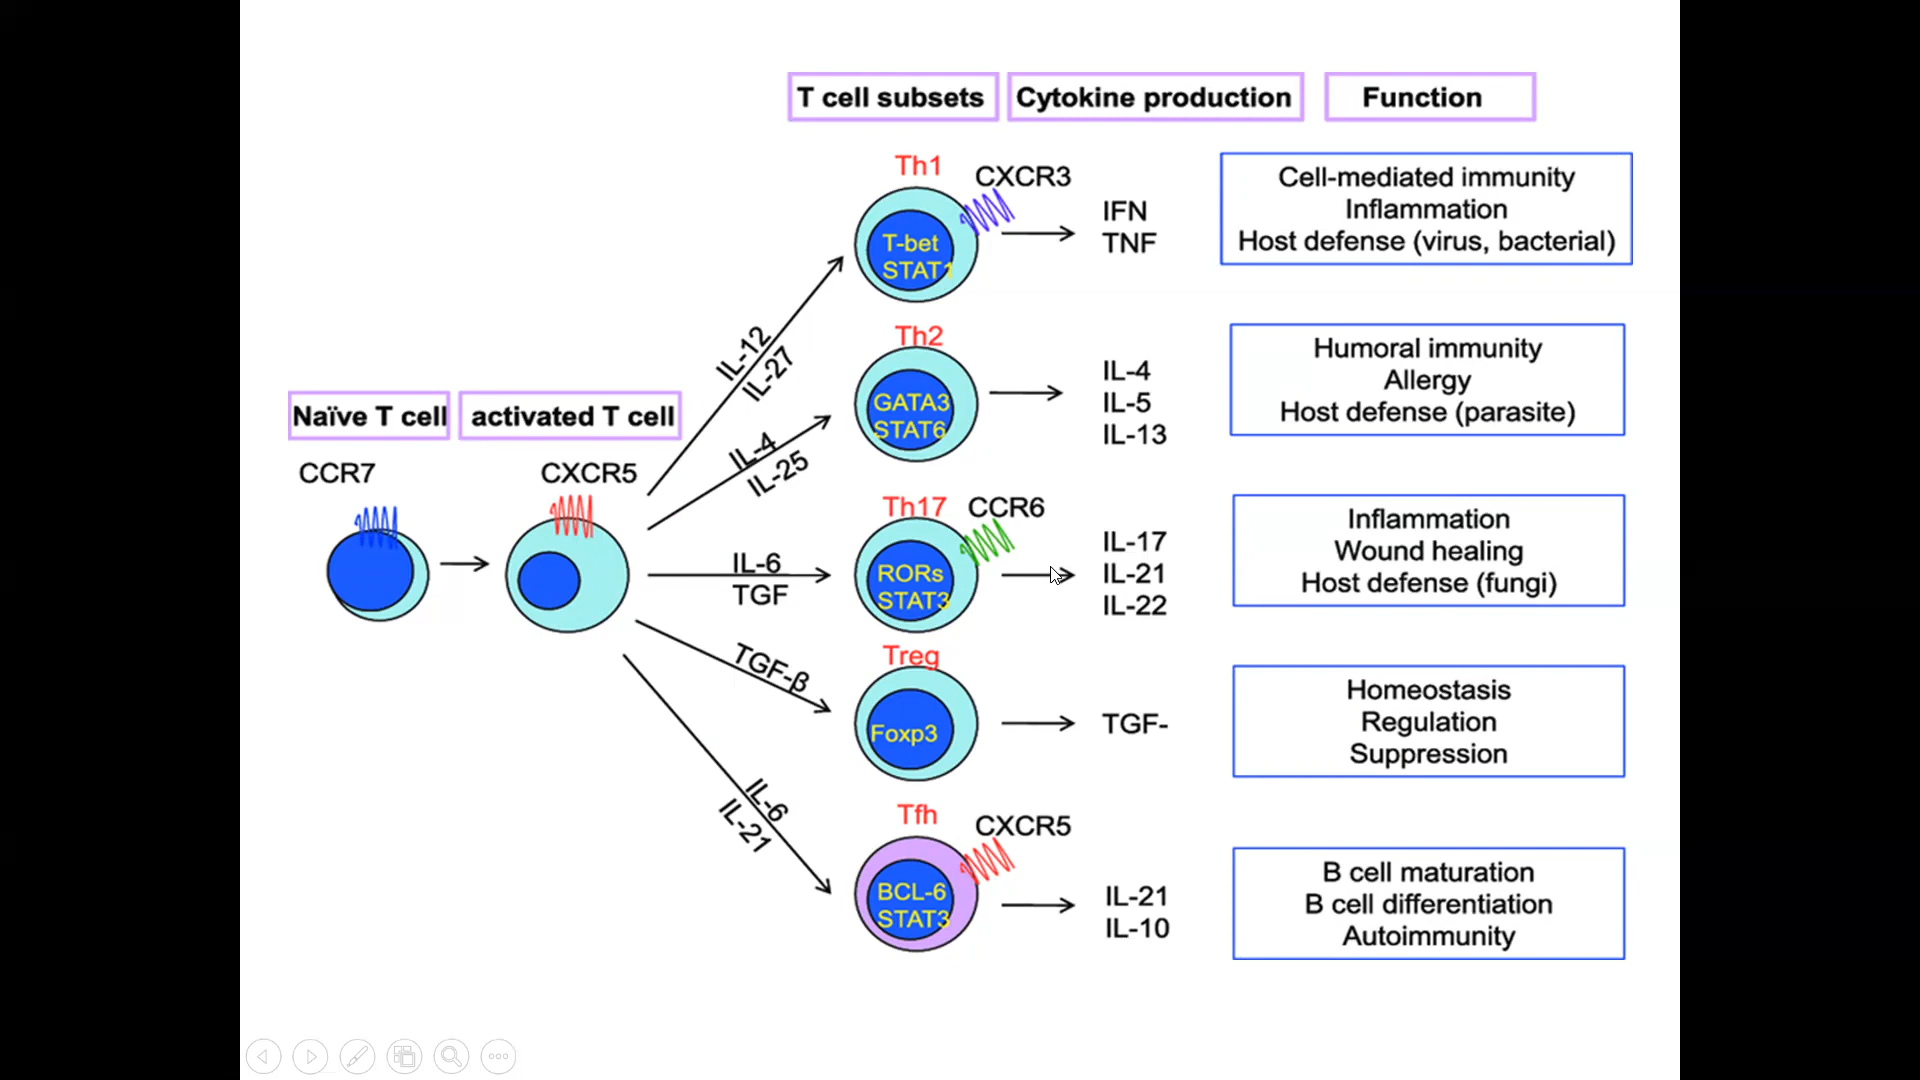 T cell subsets
Cytokine production
Function
Th1
CXCR3
T-bet
STAT1
IFN
TNF
Cell-mediated immunity
Inflammation
Host defense (virus, bacterial)
IL-12
IL-27
Th2
GATA3
STAT6
IL-4
IL-5
IL-13
Humoral immunity
Allergy
Host defense (parasite)
Naïve T cell
activated T cell
IL-4
IL-25
CCR7
CXCR5
Th17
CCR6
RORs
STAT3
IL-17
IL-21
IL-22
Inflammation
Wound healing
Host defense (fungi)
IL-6
TGF
Treg
Foxp3
TGF-
Homeostasis
Regulation
Suppression
TGF-β
IL-6
IL-21
Tfh
CXCR5
BCL-6
STAT3
IL-21
IL-10
B cell maturation
B cell differentiation
Autoimmunity